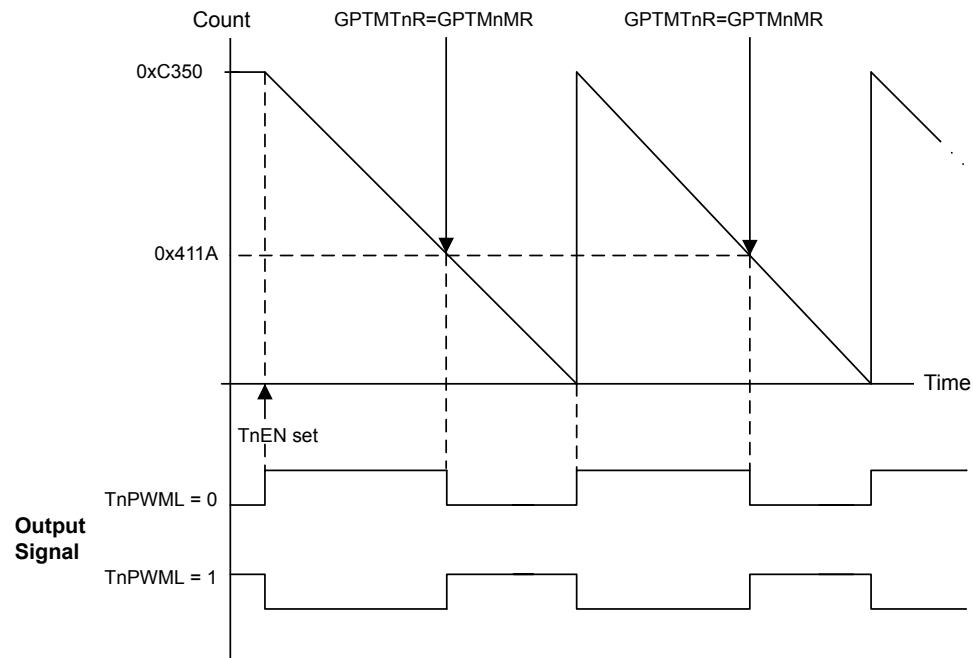 Count
GPTMTnR=GPTMnMR
GPTMTnR=GPTMnMR
0xC350
0x411A
Time
TnEN set
TnPWML = 0
Output
Signal
TnPWML = 1